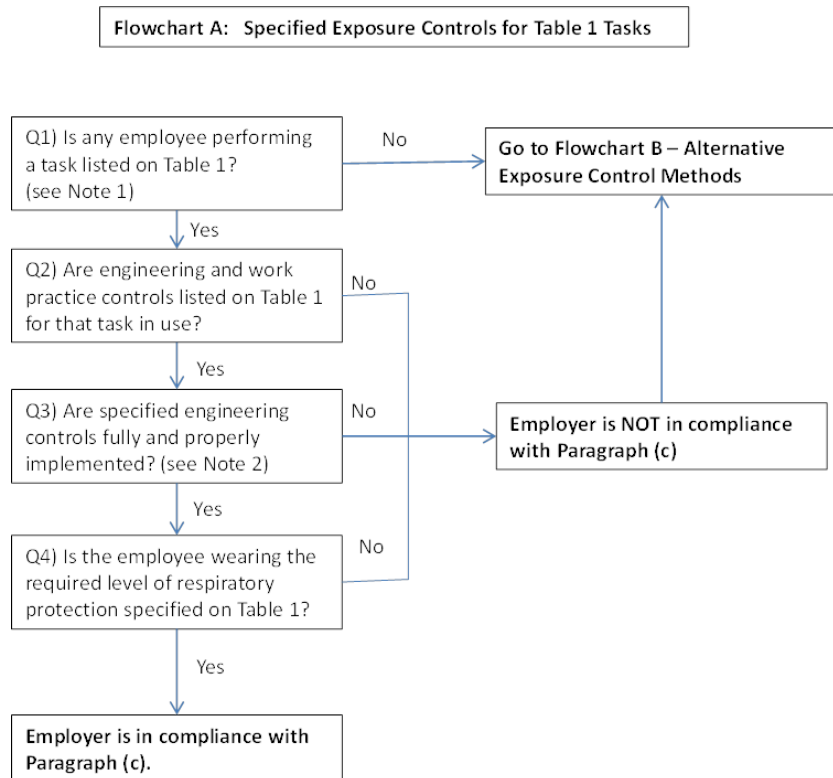 Flowchart A: Specified Exposure Controls for Table 1 Tasks
Q1) Is any employee performing
a task listed on Table 1?
(see Note 1)
No
Go to Flowchart B – Alternative
Exposure Control Methods
Yes
Q2) Are engineering and work
practice controls listed on Table 1
for that task in use?
No
Yes
Q3) Are specified engineering
controls fully and properly
implemented? (see Note 2)
No
Employer is NOT in compliance
with Paragraph (c)
Yes
Q4) Is the employee wearing the
required level of respiratory
protection specified on Table 1?
No
Yes
Employer is in compliance with
Paragraph (c).